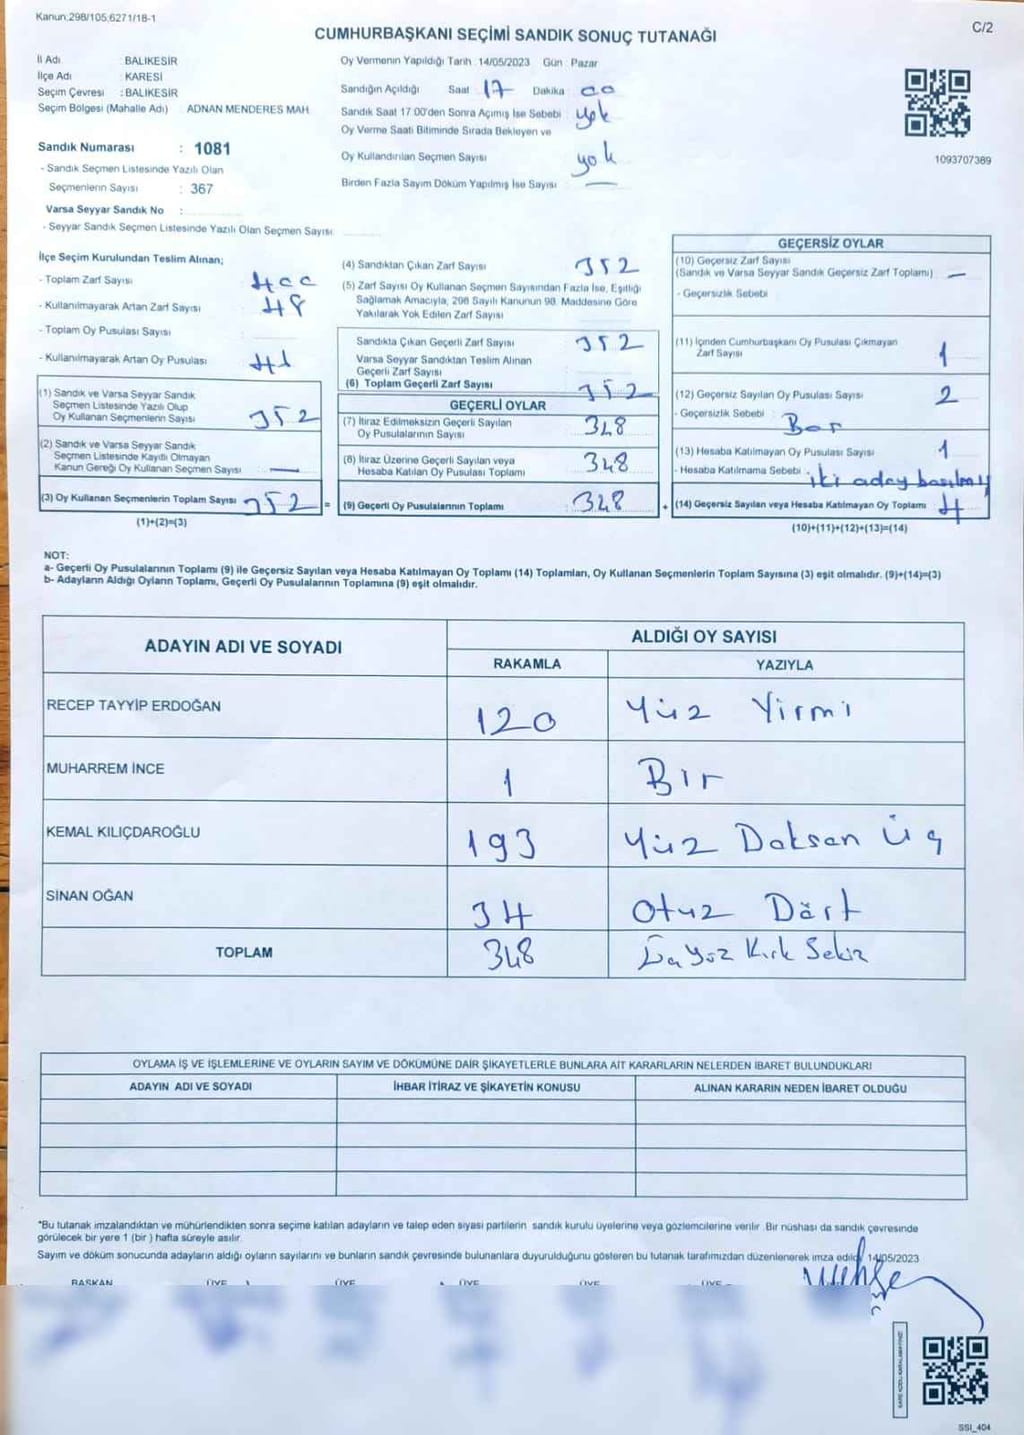 Kanun:298/105;6271/18-1
C/2
CUMHURBAŞKANI SEÇİMİ SANDIK SONUÇ TUTANAĞI
İl Adı : BALIKESİR
İlçe Adı : KARESİ
Seçim Çevresi : BALIKESİR
Seçim Bölgesi (Mahalle Adı) ADNAN MENDERES MAH.
Sandık Numarası : 1081
- Sandık Seçmen Listesinde Yazılı Olan
Seçmenlerin Sayısı : 367
Varsa Seyyar Sandık No :
- Seyyar Sandık Seçmen Listesinde Yazılı Olan Seçmen Sayısı
Oy Vermenin Yapıldığı Tarih :14/05/2023 Gün : Pazar
Sandığın Açıldığı Saat 17 Dakika 00
Sandık Saat 17:00'den Sonra Açımış İse Sebebi yok
Oy Verme Saati Bitiminde Sırada Bekleyen ve
Oy Kullandırılan Seçmen Sayısı yok
Birden Fazla Sayım Döküm Yapılmış İse Sayısı —
1093707389
İlçe Seçim Kurulundan Teslim Alınan;
- Toplam Zarf Sayısı 400
- Kullanılmayarak Artan Zarf Sayısı 48
- Toplam Oy Pusulası Sayısı
- Kullanılmayarak Artan Oy Pusulası 41
(1) Sandık ve Varsa Seyyar Sandık
Seçmen Listesinde Yazılı Olup
Oy Kullanan Seçmenlerin Sayısı 352
(2) Sandık ve Varsa Seyyar Sandık
Seçmen Listesinde Kayıtlı Olmayan
Kanun Gereği Oy Kullanan Seçmen Sayısı : —
(3) Oy Kullanan Seçmenlerin Toplam Sayısı : 352 =
(1)+(2)=(3)
(4) Sandıktan Çıkan Zarf Sayısı 352
(5) Zarf Sayısı Oy Kullanan Seçmen Sayısından Fazla İse, Eşitliği
Sağlamak Amacıyla, 298 Sayılı Kanunun 98. Maddesine Göre
Yakılarak Yok Edilen Zarf Sayısı
Sandıkta Çıkan Geçerli Zarf Sayısı 352
Varsa Seyyar Sandıktan Teslim Alınan
Geçerli Zarf Sayısı
(6) Toplam Geçerli Zarf Sayısı 352
GEÇERLİ OYLAR
(7) İtiraz Edilmeksizin Geçerli Sayılan
Oy Pusulalarının Sayısı : 348
(8) İtiraz Üzerine Geçerli Sayılan veya
Hesaba Katılan Oy Pusulası Toplamı : 348
(9) Geçerli Oy Pusulalarının Toplamı : 348 +
GEÇERSİZ OYLAR
(10) Geçersiz Zarf Sayısı
(Sandık ve Varsa Seyyar Sandık Geçersiz Zarf Toplamı) : —
- Geçersizlik Sebebi
(11) İçinden Cumhurbaşkanı Oy Pusulası Çıkmayan
Zarf Sayısı 1
(12) Geçersiz Sayılan Oy Pusulası Sayısı 2
- Geçersizlik Sebebi :
(13) Hesaba Katılmayan Oy Pusulası Sayısı 1
- Hesaba Katılmama Sebebi : iki aday basılmış
(14) Geçersiz Sayılan veya Hesaba Katılmayan Oy Toplamı : 4
(10)+(11)+(12)+(13)=(14)
NOT:
a- Geçerli Oy Pusulalarının Toplamı (9) ile Geçersiz Sayılan veya Hesaba Katılmayan Oy Toplamı (14) Toplamları, Oy Kullanan Seçmenlerin Toplam Sayısına (3) eşit olmalıdır. (9)+(14)=(3)
b- Adayların Aldığı Oyların Toplamı, Geçerli Oy Pusulalarının Toplamına (9) eşit olmalıdır.
ADAYIN ADI VE SOYADI ALDIĞI OY SAYISI
RAKAMLA YAZIYLA
RECEP TAYYİP ERDOĞAN 120 Yüz Yirmi
MUHARREM İNCE 1 Bir
KEMAL KILIÇDAROĞLU 193 Yüz Doksan Üç
SİNAN OĞAN 34 Otuz Dört
TOPLAM 348 Üçyüz Kırk Sekiz
OYLAMA İŞ VE İŞLEMLERİNE VE OYLARIN SAYIM VE DÖKÜMÜNE DAİR ŞİKAYETLERLE BUNLARA AİT KARARLARIN NELERDEN İBARET BULUNDUKLARI
ADAYIN ADI VE SOYADI İHBAR İTİRAZ VE ŞİKAYETİN KONUSU ALINAN KARARIN NEDEN İBARET OLDUĞU
*Bu tutanak imzalandıktan ve mühürlendikten sonra seçime katılan adayların ve talep eden siyasi partilerin sandık kurulu üyelerine veya gözlemcilerine verilir. Bir nüshası da sandık çevresinde
görülecek bir yere 1 (bir ) hafta süreyle asılır.
Sayım ve döküm sonucunda adayların aldığı oyların sayılarını ve bunların sandık çevresinde bulunanlara duyurulduğunu gösteren bu tutanak tarafımızdan düzenlenerek imza edildi. 14/05/2023
BAŞKAN ÜYE ÜYE ÜYE ÜYE ÜYE
SSI_404